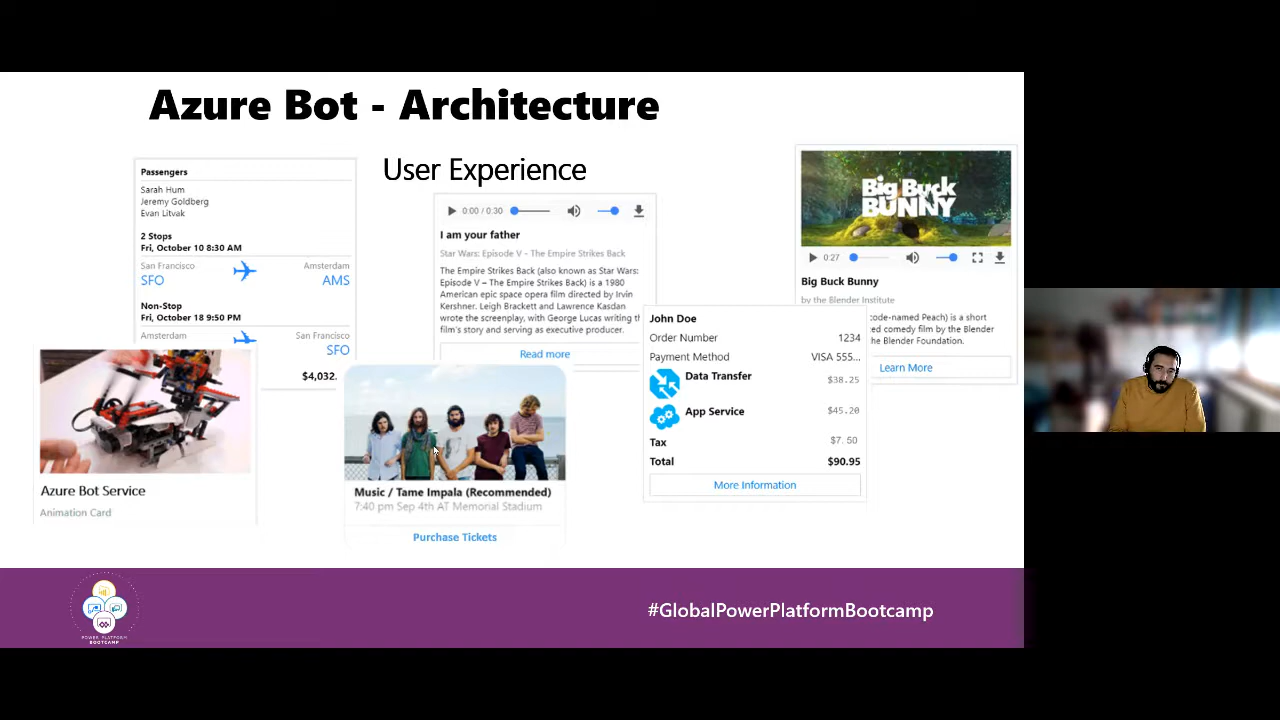 Azure Bot - Architecture
User Experience
Passengers
Sarah Hum
Jeremy Goldberg
Evan Litvak
2 Stops
Fri, October 10 8:30 AM
San Francisco Amsterdam
SFO AMS
Non-Stop
Fri, October 18 9:50 PM
Amsterdam San Francisco
SFO
$4,032.
0:00 / 0:30
I am your father
Star Wars: Episode V - The Empire Strikes Back
The Empire Strikes Back (also known as Star Wars:
Episode V – The Empire Strikes Back) is a 1980
American epic space opera film directed by Irvin
Kershner. Leigh Brackett and Lawrence Kasdan
wrote the screenplay, with George Lucas writing th
film's story and serving as executive producer.
Read more
Big Buck
BUNNY
0:27
Big Buck Bunny
by the Blender Institute
code-named Peach) is a short
ed comedy film by the Blender
he Blender Foundation.
Learn More
John Doe
Order Number 1234
Payment Method VISA 555...
Data Transfer $38.25
App Service $45.20
Tax $7.50
Total $90.95
More Information
Azure Bot Service
Animation Card
Music / Tame Impala (Recommended)
7:40 pm Sep 4th AT Memorial Stadium
Purchase Tickets
POWER PLATFORM
BOOTCAMP
#GlobalPowerPlatformBootcamp